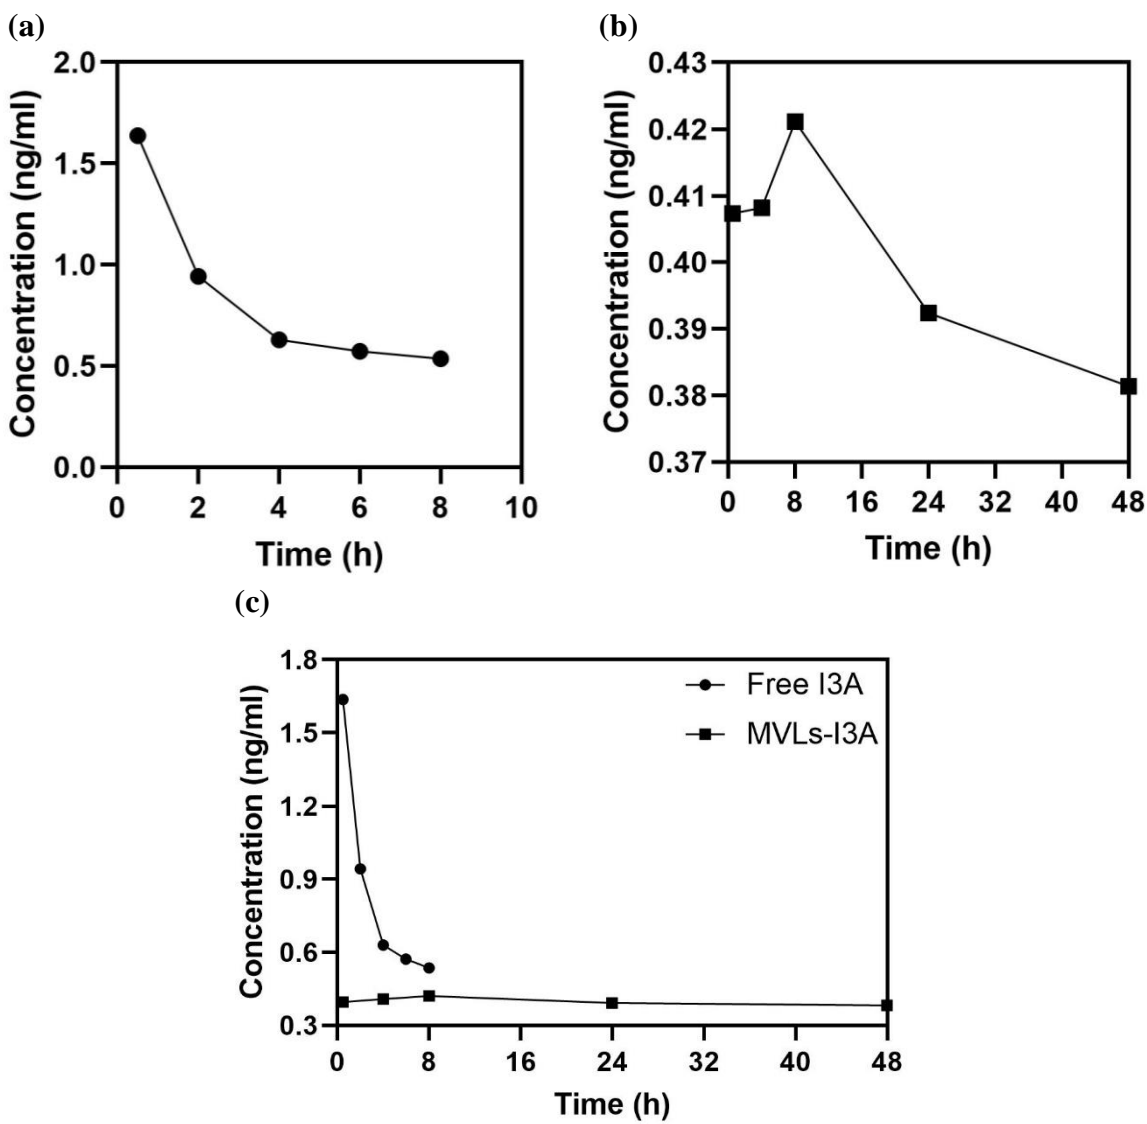 (a)
Concentration (ng/ml)
2.0
1.5
1.0
0.5
0.0
0 2 4 6 8 10
Time (h)
(b)
Concentration (ng/ml)
0.43
0.42
0.41
0.40
0.39
0.38
0.37
0 8 16 24 32 40 48
Time (h)
(c)
Concentration (ng/ml)
1.8
1.5
1.2
0.9
0.6
0.3
0 8 16 24 32 40 48
Time (h)
Free I3A
MVLs-I3A